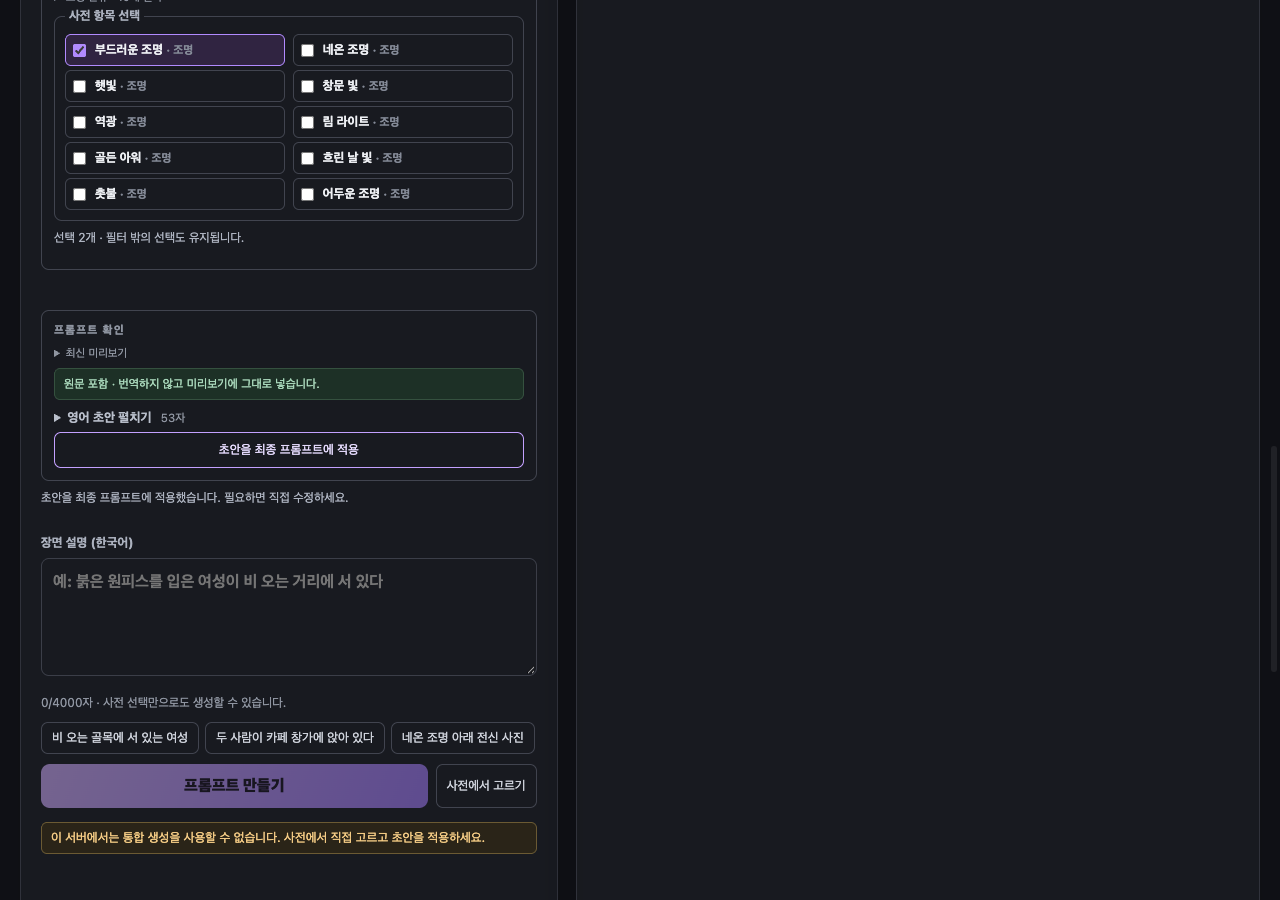 사전 항목 선택
부드러운 조명 · 조명
네온 조명 · 조명
햇빛 · 조명
창문 빛 · 조명
역광 · 조명
림 라이트 · 조명
골든 아워 · 조명
흐린 날 빛 · 조명
촛불 · 조명
어두운 조명 · 조명
선택 2개 · 필터 밖의 선택도 유지됩니다.
프롬프트 확인
▶ 최신 미리보기
원문 포함 · 번역하지 않고 미리보기에 그대로 넣습니다.
▶ 영어 초안 펼치기 53자
초안을 최종 프롬프트에 적용
초안을 최종 프롬프트에 적용했습니다. 필요하면 직접 수정하세요.
장면 설명 (한국어)
예: 붉은 원피스를 입은 여성이 비 오는 거리에 서 있다
0/4000자 · 사전 선택만으로도 생성할 수 있습니다.
비 오는 골목에 서 있는 여성
두 사람이 카페 창가에 앉아 있다
네온 조명 아래 전신 사진
프롬프트 만들기
사전에서 고르기
이 서버에서는 통합 생성을 사용할 수 없습니다. 사전에서 직접 고르고 초안을 적용하세요.